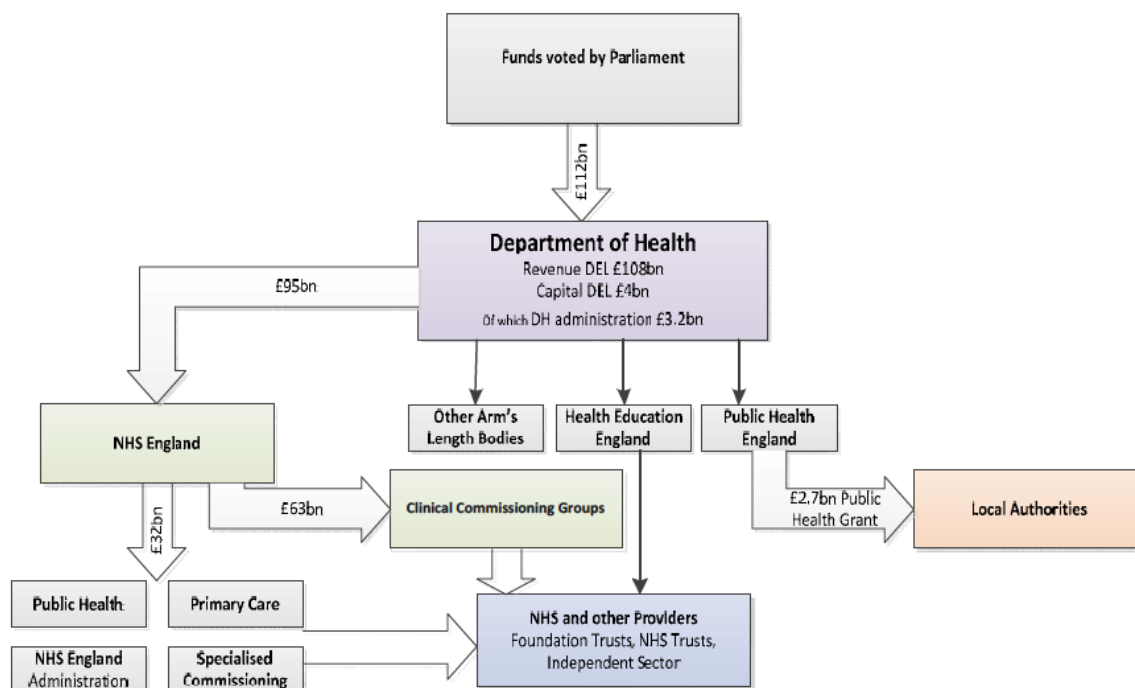 Funds voted by Parliament
£112bn
Department of Health
Revenue DEL £108bn
Capital DEL £4bn
Of which DH administration £3.2bn
£95bn
Other Arm's
Length Bodies
Health Education
England
Public Health
England
NHS England
£63bn
Clinical Commissioning Groups
£2.7bn Public
Health Grant
Local Authorities
£32bn
Public Health
Primary Care
NHS and other Providers
Foundation Trusts, NHS Trusts,
Independent Sector
NHS England
Administration
Specialised
Commissioning